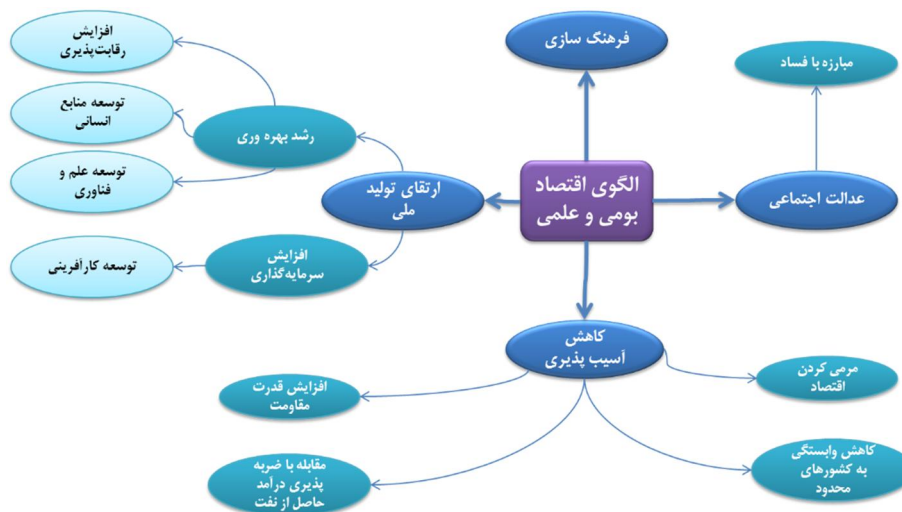 الگوی اقتصاد
بومی و علمی
فرهنگ سازی
عدالت اجتماعی
مبارزه با فساد
ارتقای تولید
ملی
رشد بهره وری
افزایش
رقابت‌پذیری
توسعه منابع
انسانی
توسعه علم و
فناوری
افزایش
سرمایه‌گذاری
توسعه کارآفرینی
کاهش
آسیب پذیری
مرمی کردن
اقتصاد
کاهش وابستگی
به کشورهای
محدود
مقابله با ضربه
پذیری درآمد
حاصل از نفت
افزایش قدرت
مقاومت